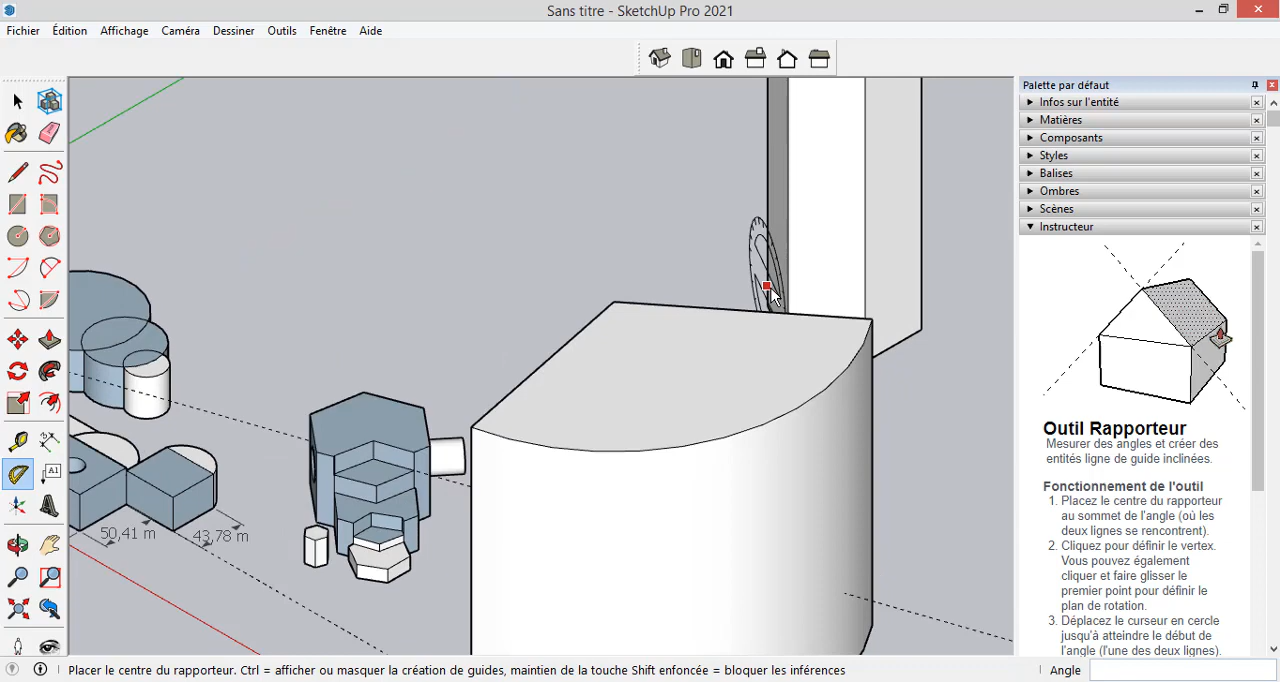 Sans titre - SketchUp Pro 2021
Fichier Édition Affichage Caméra Dessiner Outils Fenêtre Aide
Palette par défaut
Infos sur l'entité
Matières
Composants
Styles
Balises
Ombres
Scènes
Instructeur
Outil Rapporteur
Mesurer des angles et créer des
entités ligne de guide inclinées.
Fonctionnement de l'outil
1. Placez le centre du rapporteur
au sommet de l'angle (où les
deux lignes se rencontrent).
2. Cliquez pour définir le vertex.
Vous pouvez également
cliquer et faire glisser le
premier point pour définir le
plan de rotation.
3. Déplacez le curseur en cercle
jusqu'à atteindre le début de
l'angle (l'une des deux lignes).
A1
50,41 m
43,78 m
Placer le centre du rapporteur. Ctrl = afficher ou masquer la création de guides, maintien de la touche Shift enfoncée = bloquer les inférences
Angle